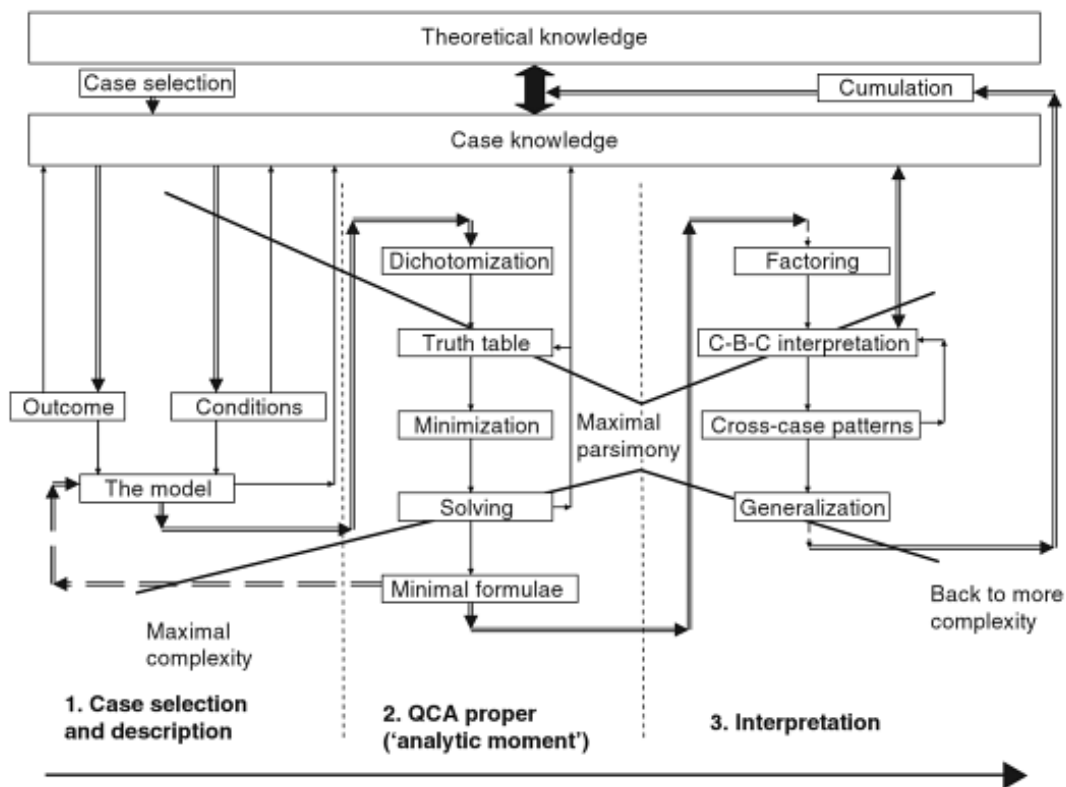 Theoretical knowledge
Case selection
Cumulation
Case knowledge
Dichotomization
Factoring
Truth table
C-B-C interpretation
Outcome
Conditions
Minimization
Maximal
parsimony
Cross-case patterns
The model
Solving
Generalization
Minimal formulae
Back to more
complexity
Maximal
complexity
1. Case selection
and description
2. QCA proper
(‘analytic moment’)
3. Interpretation